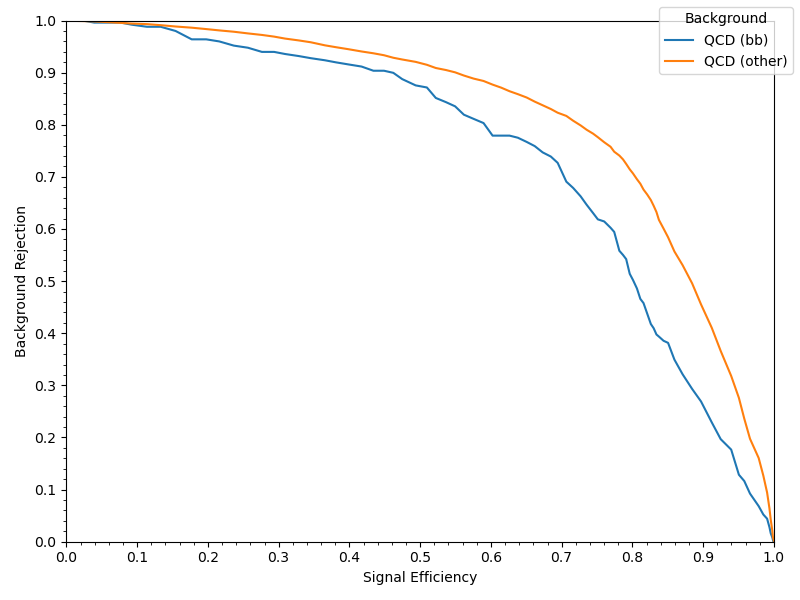 Background
QCD (bb)
QCD (other)
1.0
0.9
0.8
0.7
0.6
0.5
0.4
0.3
0.2
0.1
0.0
Background Rejection
0.0 0.1 0.2 0.3 0.4 0.5 0.6 0.7 0.8 0.9 1.0
Signal Efficiency